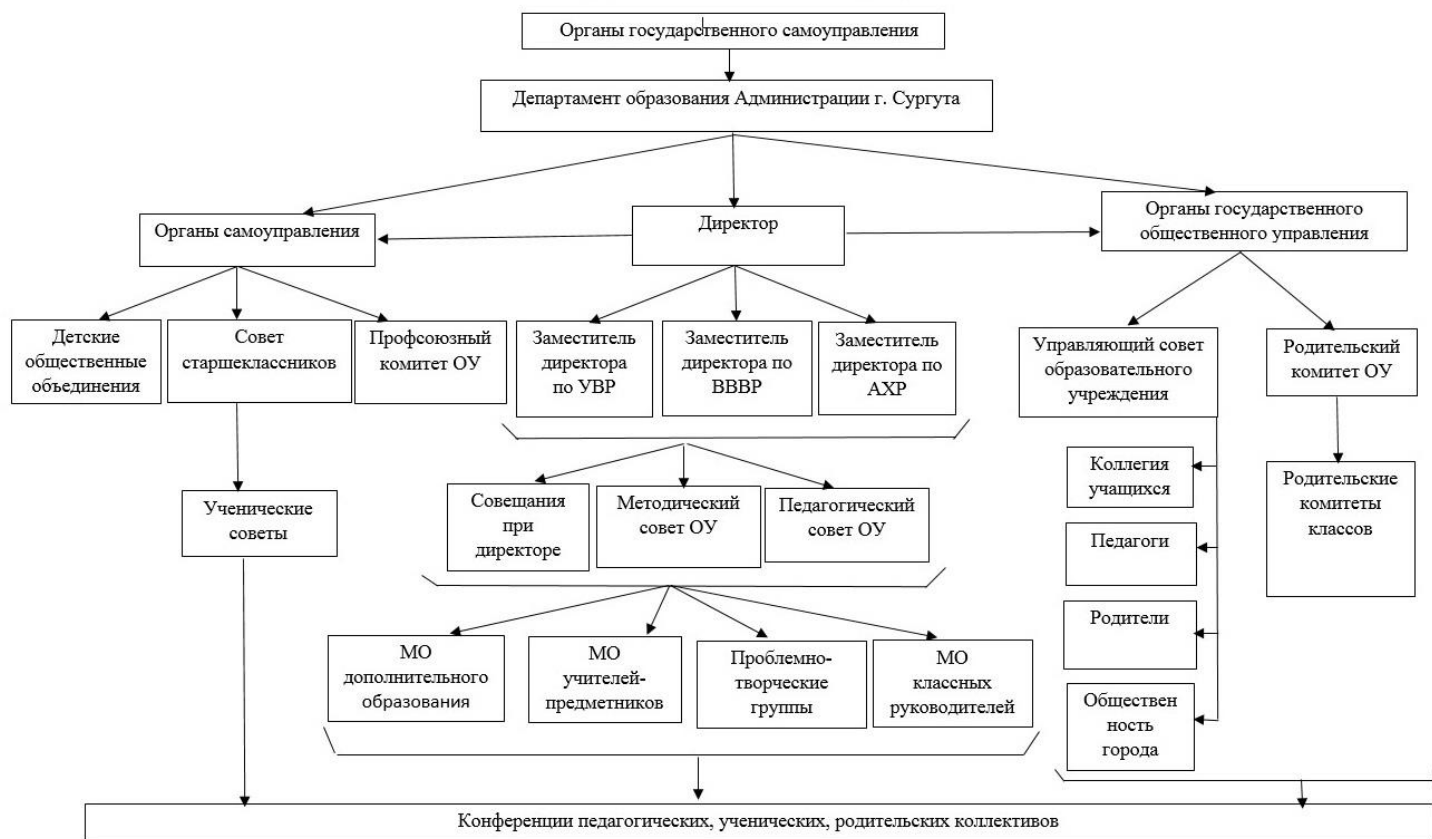 Органы государственного самоуправления
Департамент образования Администрации г. Сургута
Органы самоуправления
Директор
Органы государственного
общественного управления
Детские
общественные
объединения
Совет
старшеклассников
Профсоюзный
комитет ОУ
Заместитель
директора
по УВР
Заместитель
директора по
ВВВР
Заместитель
директора по
АХР
Управляющий совет
образовательного
учреждения
Родительский
комитет ОУ
Ученические
советы
Совещания
при
директоре
Методический
совет ОУ
Педагогический
совет ОУ
Коллегия
учащихся
Педагоги
Родители
Обществен
ность
города
Родительские
комитеты
классов
МО
дополнительного
образования
МО
учителей-
предметников
Проблемно-
творческие
группы
МО
классных
руководителей
Конференции педагогических, ученических, родительских коллективов